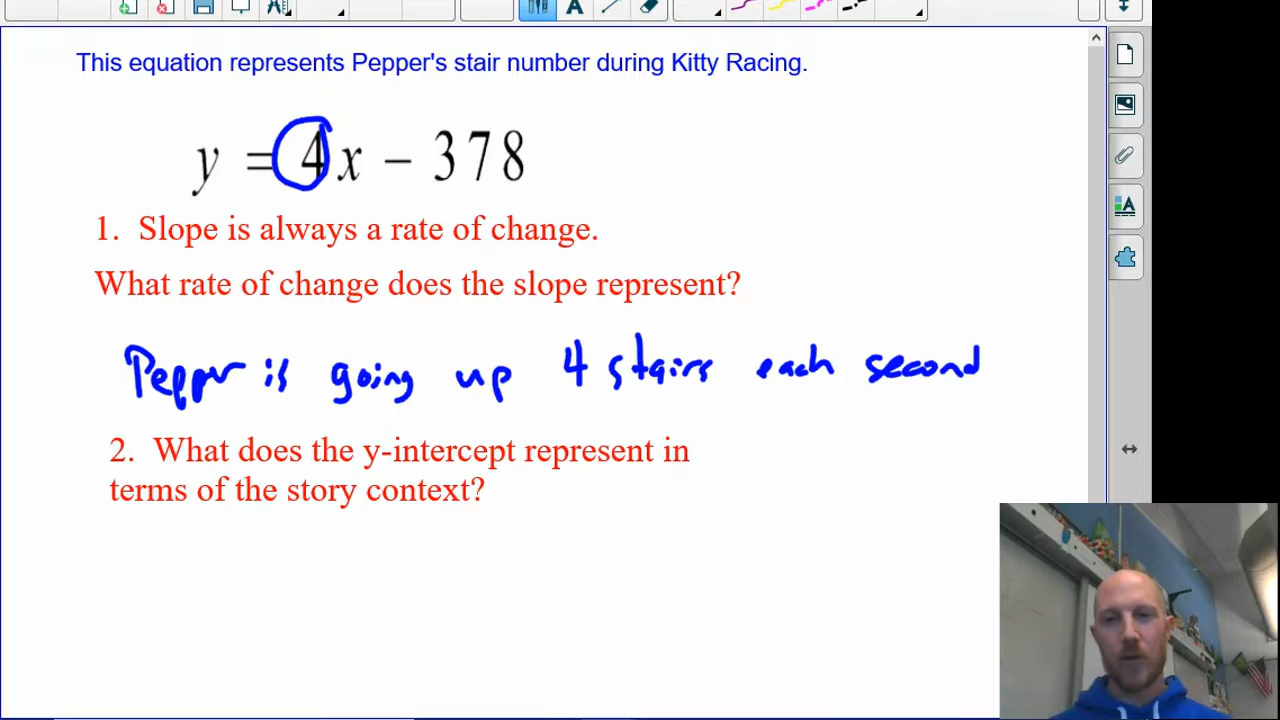 This equation represents Pepper's stair number during Kitty Racing.
y = 4x − 378
1. Slope is always a rate of change.
What rate of change does the slope represent?
Pepper is going up 4 stairs each second
2. What does the y-intercept represent in
terms of the story context?